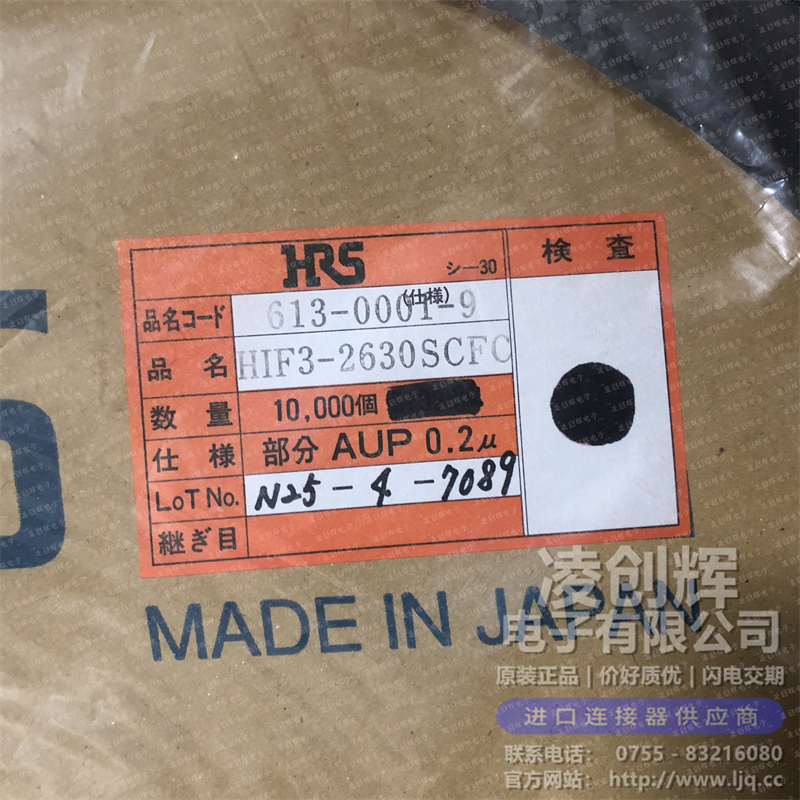 HRS
シー30
検査
品名コード 613-0001-9
(仕様)
品名 HIF3-2630SCFC
数量 10,000個
仕様 部分 AUP 0.2μ
LOT No. N25-4-7089
継ぎ目
MADE IN JAPAN
凌创辉
电子有限公司
原装正品 | 价好质优 | 闪电交期
进口连接器供应商
联系电话: 0755-83216080
官方网站: http://www.ljq.cc